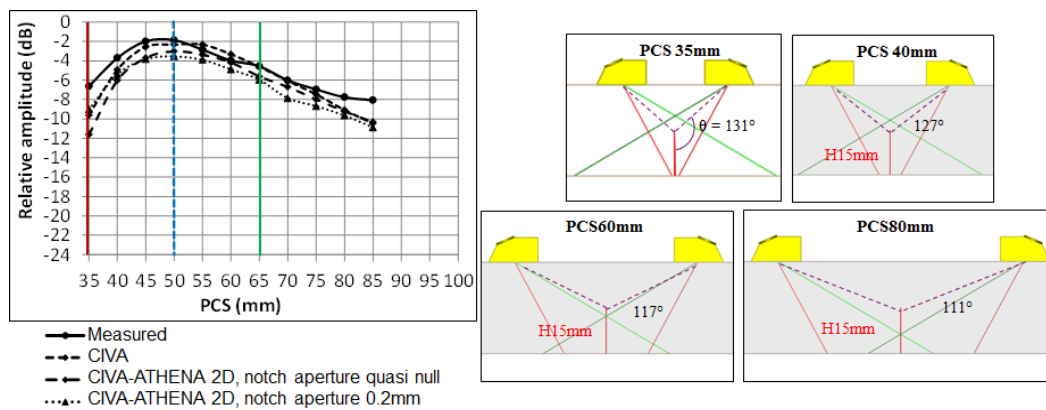 Relative amplitude (dB)
0
-2
-4
-6
-8
-10
-12
-14
-16
-18
-20
-22
-24
35 40 45 50 55 60 65 70 75 80 85 90 95 100
PCS (mm)
Measured
CIVA
CIVA-ATHENA 2D, notch aperture quasi null
CIVA-ATHENA 2D, notch aperture 0.2mm
PCS 35mm
θ = 131°
PCS 40mm
127°
H15mm
PCS60mm
117°
H15mm
PCS80mm
111°
H15mm